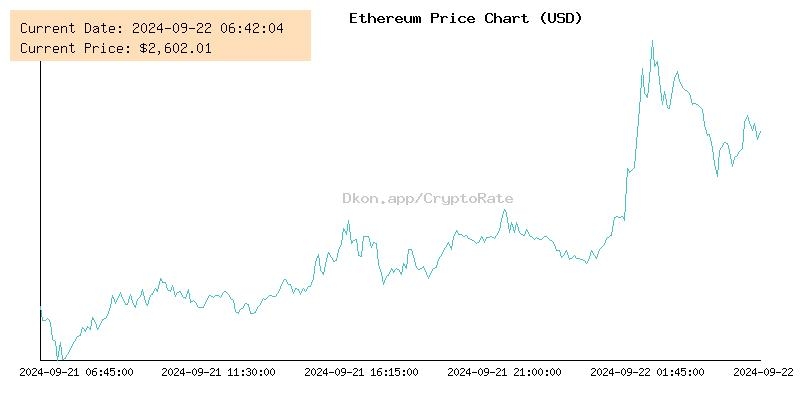 Ethereum Price Chart (USD)
Current Date: 2024-09-22 06:42:04
Current Price: $2,602.01
Dkon.app/CryptoRate
2024-09-21 06:45:00
2024-09-21 11:30:00
2024-09-21 16:15:00
2024-09-21 21:00:00
2024-09-22 01:45:00
2024-09-22